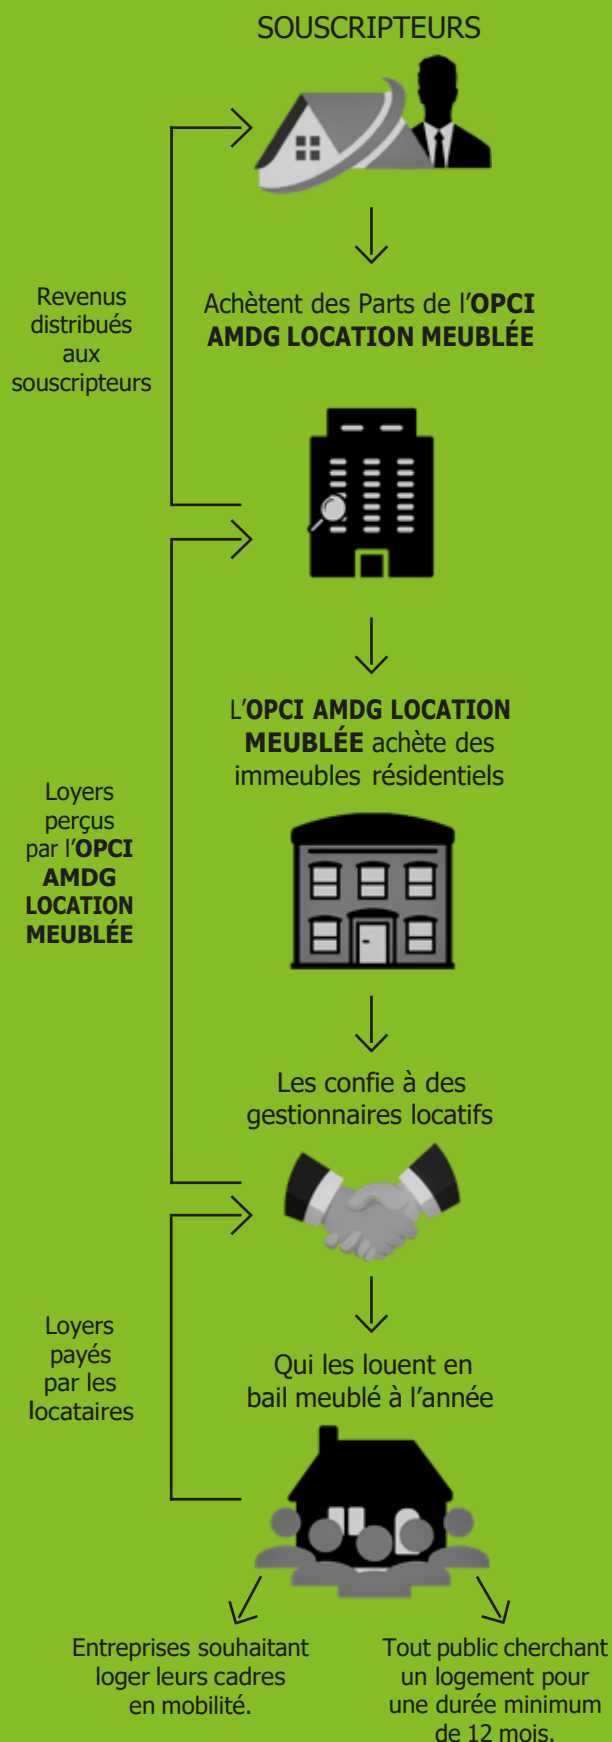 SOUSCRIPTEURS
Revenus
distribués
aux
souscripteurs
Achètent des Parts de l’OPCI
AMDG LOCATION MEUBLÉE
L’OPCI AMDG LOCATION
MEUBLÉE achète des
immeubles résidentiels
Loyers
perçus
par l’OPCI
AMDG
LOCATION
MEUBLÉE
Les confie à des
gestionnaires locatifs
Loyers
payés
par les
locataires
Qui les louent en
bail meublé à l’année
Entreprises souhaitant
loger leurs cadres
en mobilité.
Tout public cherchant
un logement pour
une durée minimum
de 12 mois.